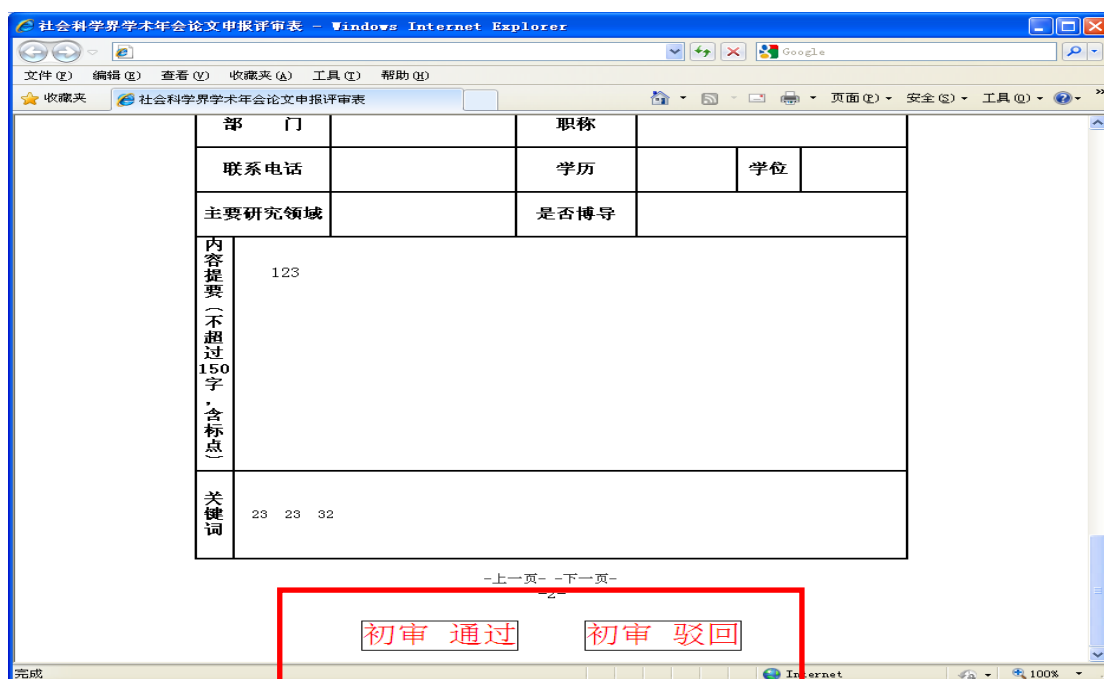 社会科学界学术年会论文申报评审表 - Windows Internet Explorer
Google
文件(F) 编辑(E) 查看(V) 收藏夹(A) 工具(T) 帮助(H)
收藏夹 社会科学界学术年会论文申报评审表 页面(P) 安全(S) 工具(O) »
部 门 职称
联系电话 学历 学位
主要研究领域 是否博导
内容提要（不超过150字，含标点） 123
关键词 23 23 32
-上一页- -下一页-
-2-
初审 通过 初审 驳回
完成 Internet 100%